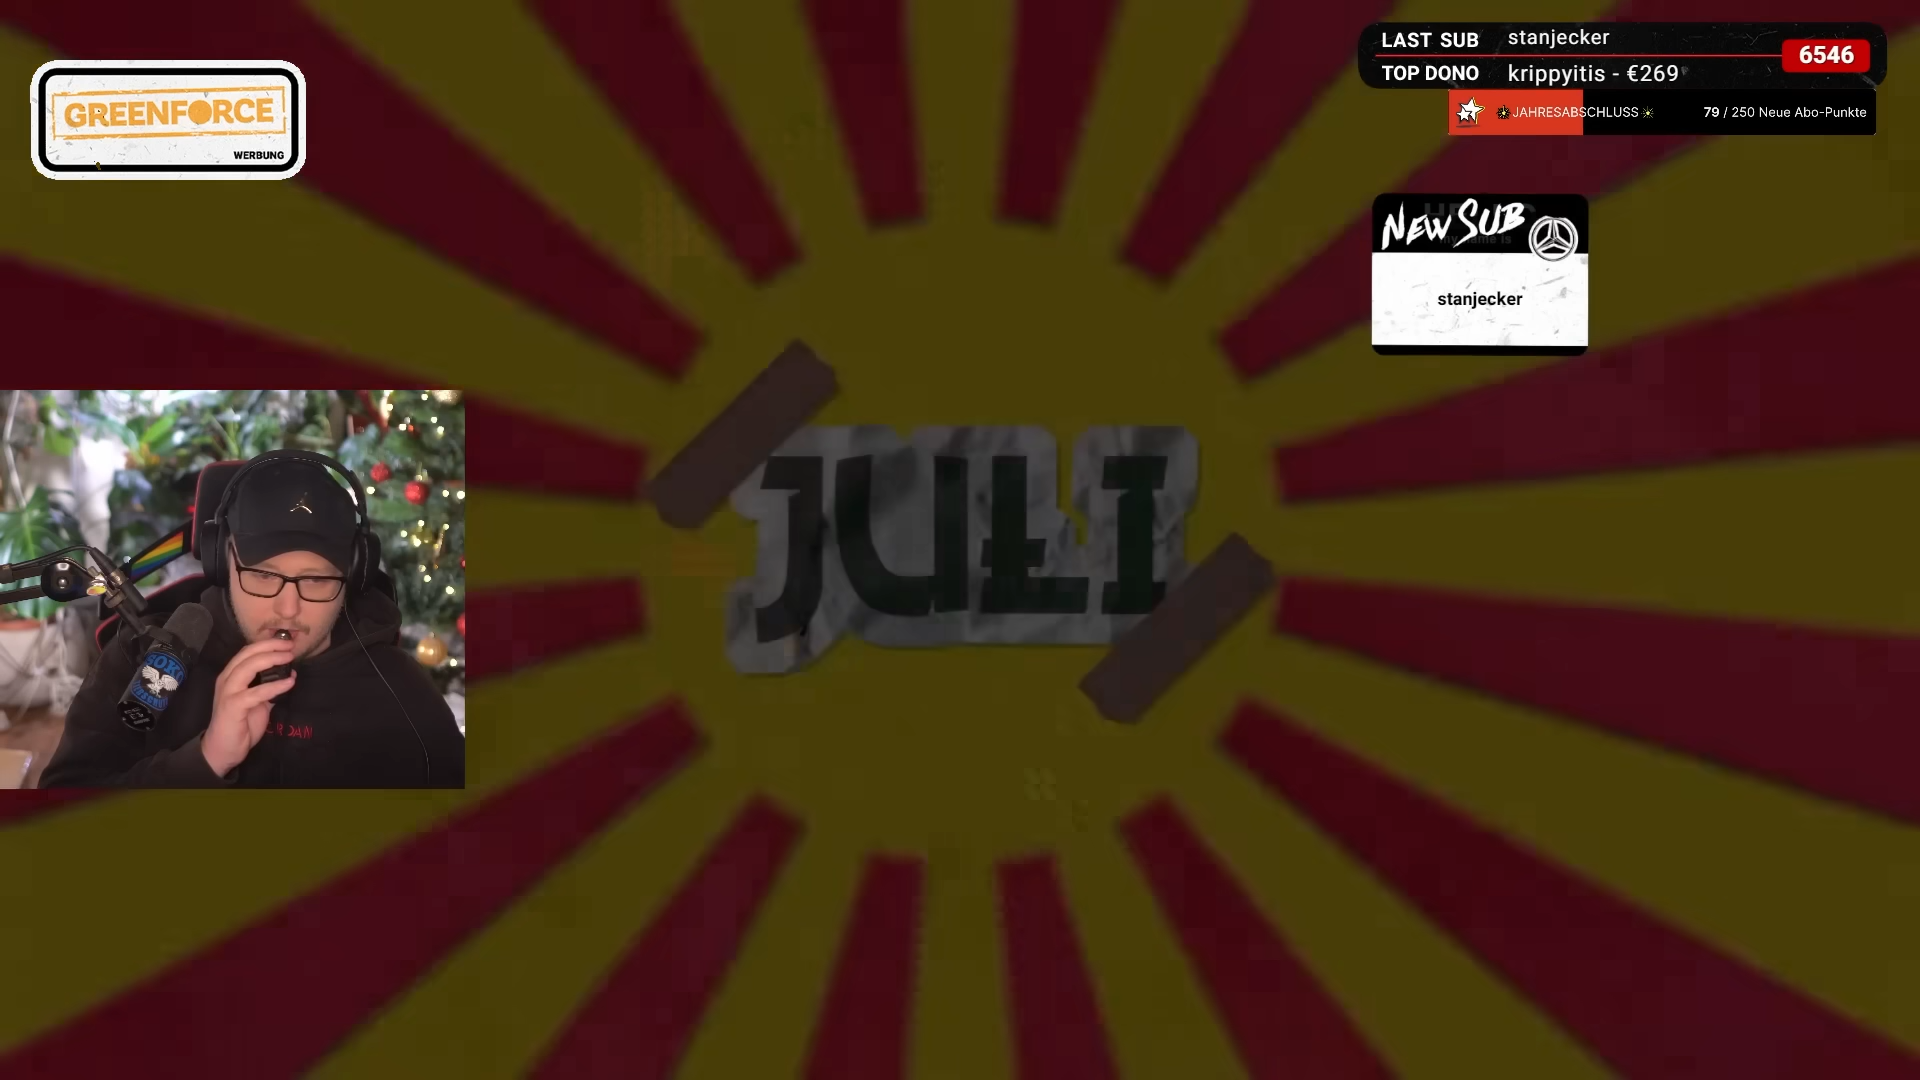 GREENFORCE
WERBUNG
LAST SUB stanjecker
TOP DONO krippyitis - €269
6546
JAHRESABSCHLUSS 79 / 250 Neue Abo-Punkte
NEW SUB
stanjecker
JULI